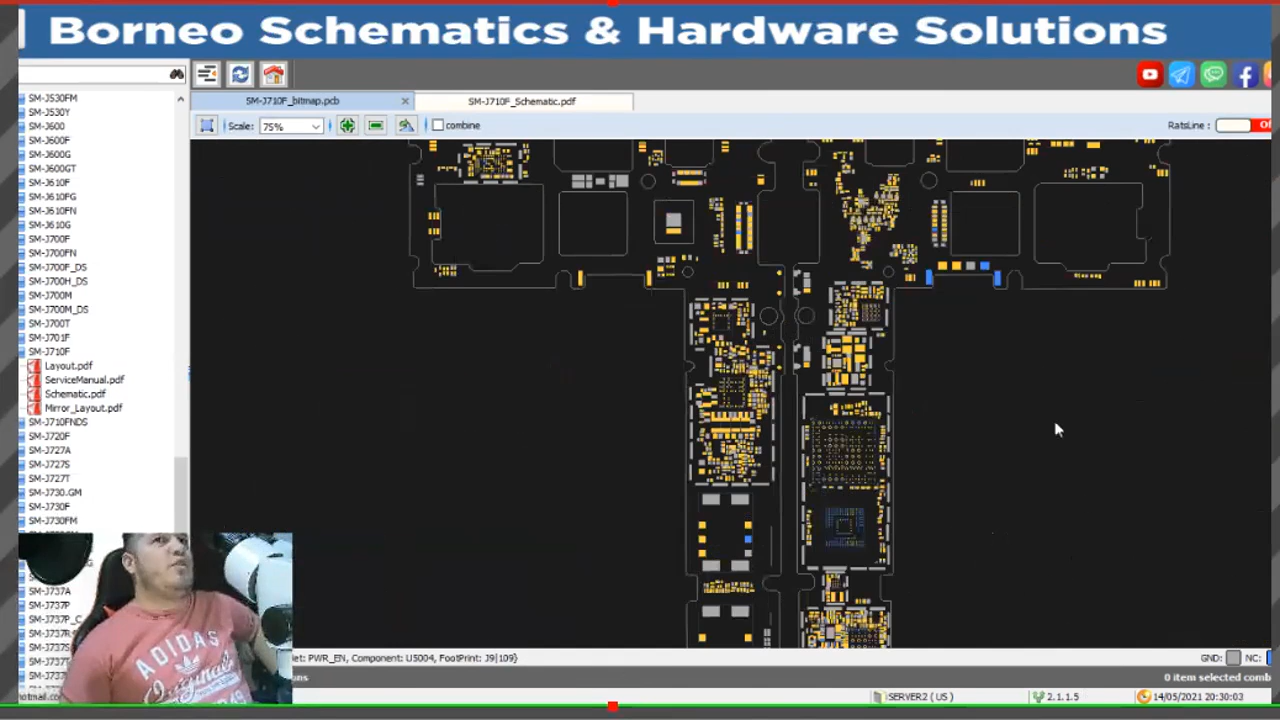 Borneo Schematics & Hardware Solutions
SM-J530FM
SM-J530Y
SM-J600
SM-J600F
SM-J600G
SM-J600GT
SM-J610F
SM-J610FG
SM-J610FN
SM-J610G
SM-J700F
SM-J700FN
SM-J700F_DS
SM-J700H_DS
SM-J700M
SM-J700M_DS
SM-J700T
SM-J701F
SM-J710F
Layout.pdf
ServiceManual.pdf
Schematic.pdf
Mirror_Layout.pdf
SM-J710FNDS
SM-J720F
SM-J727A
SM-J727S
SM-J727T
SM-J730.GM
SM-J730F
SM-J730FM
SM-J710F_bitmap.pcb
SM-J710F_Schematic.pdf
Scale: 75%
combine
RatsLine :
ADIDAS
Originals
PWR_EN, Component: U5004, FootPrint: J9[109}
GND:
NC:
0 item selected comb
SERVER2 ( US )
2.1.1.5
14/05/2021 20:30:03